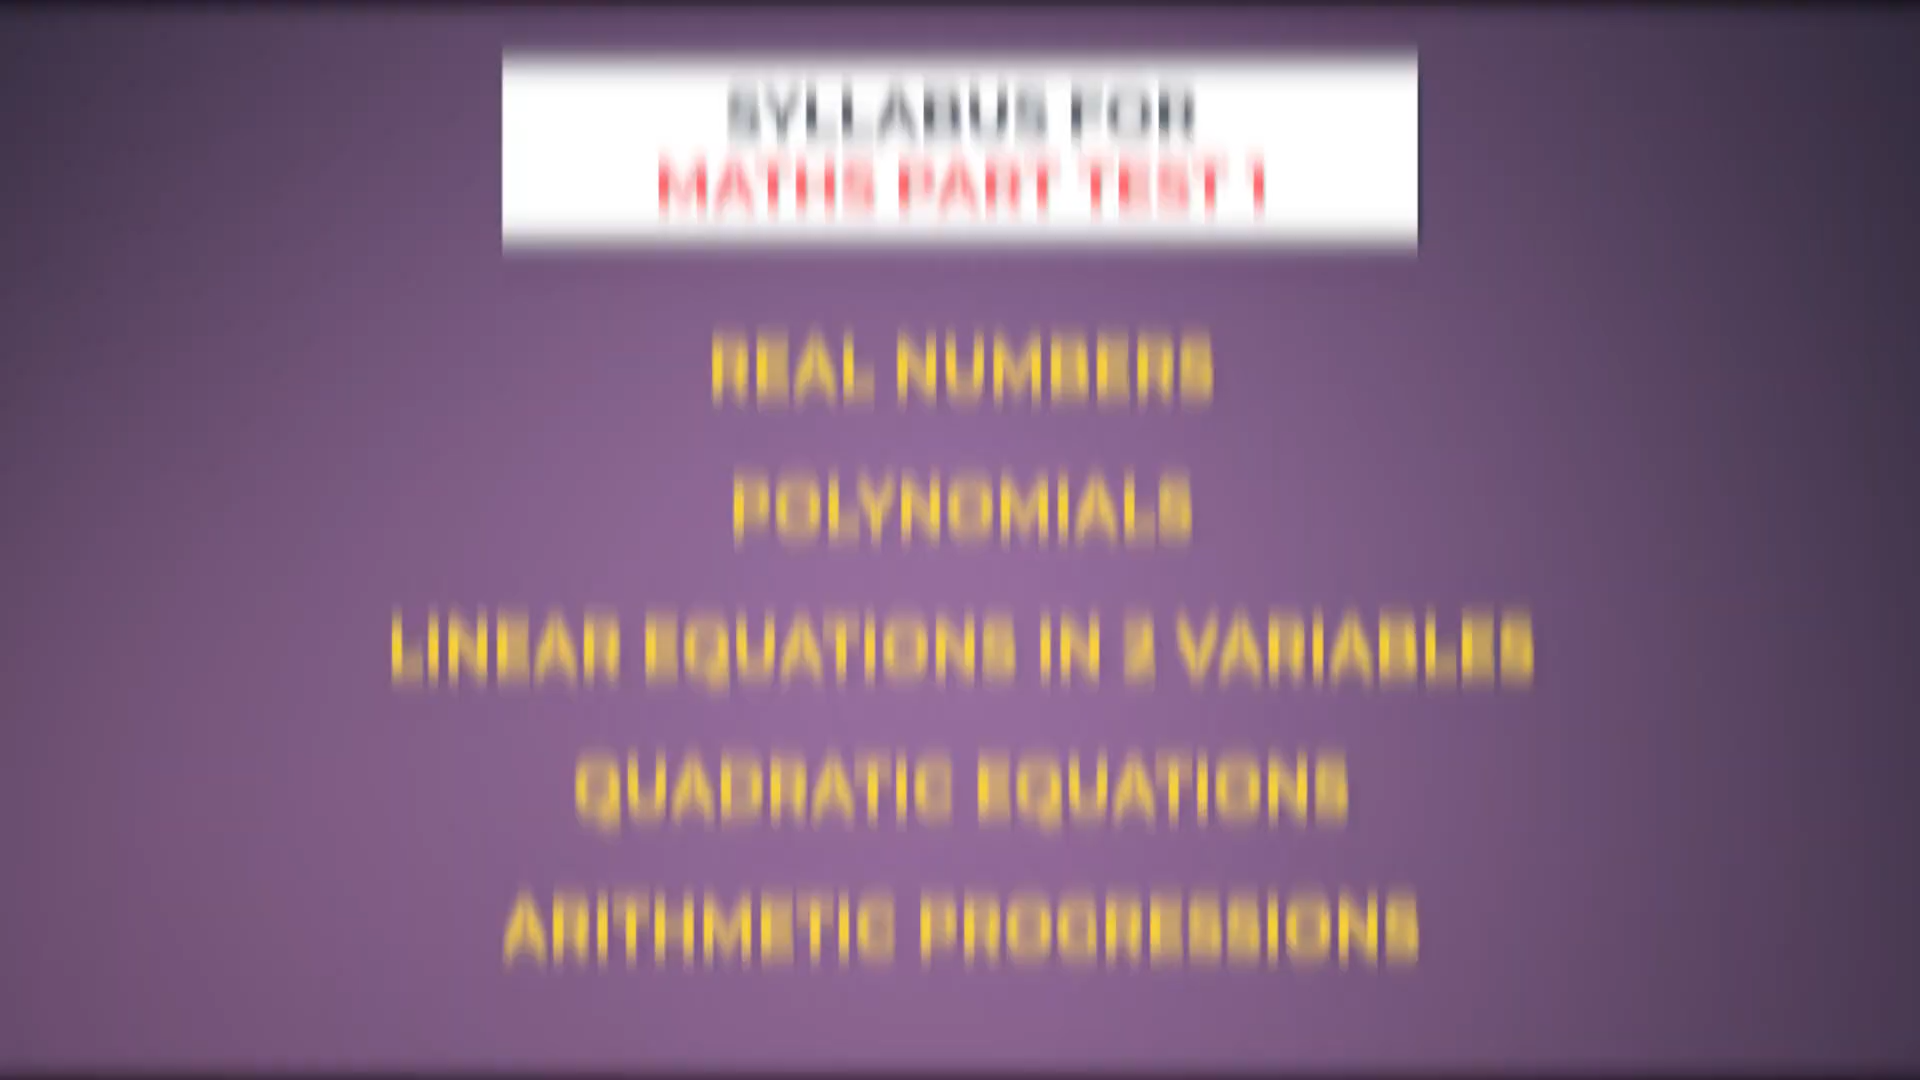 SYLLABUS FOR
MATHS PART TEST 1
REAL NUMBERS
POLYNOMIALS
LINEAR EQUATIONS IN 2 VARIABLES
QUADRATIC EQUATIONS
ARITHMETIC PROGRESSIONS